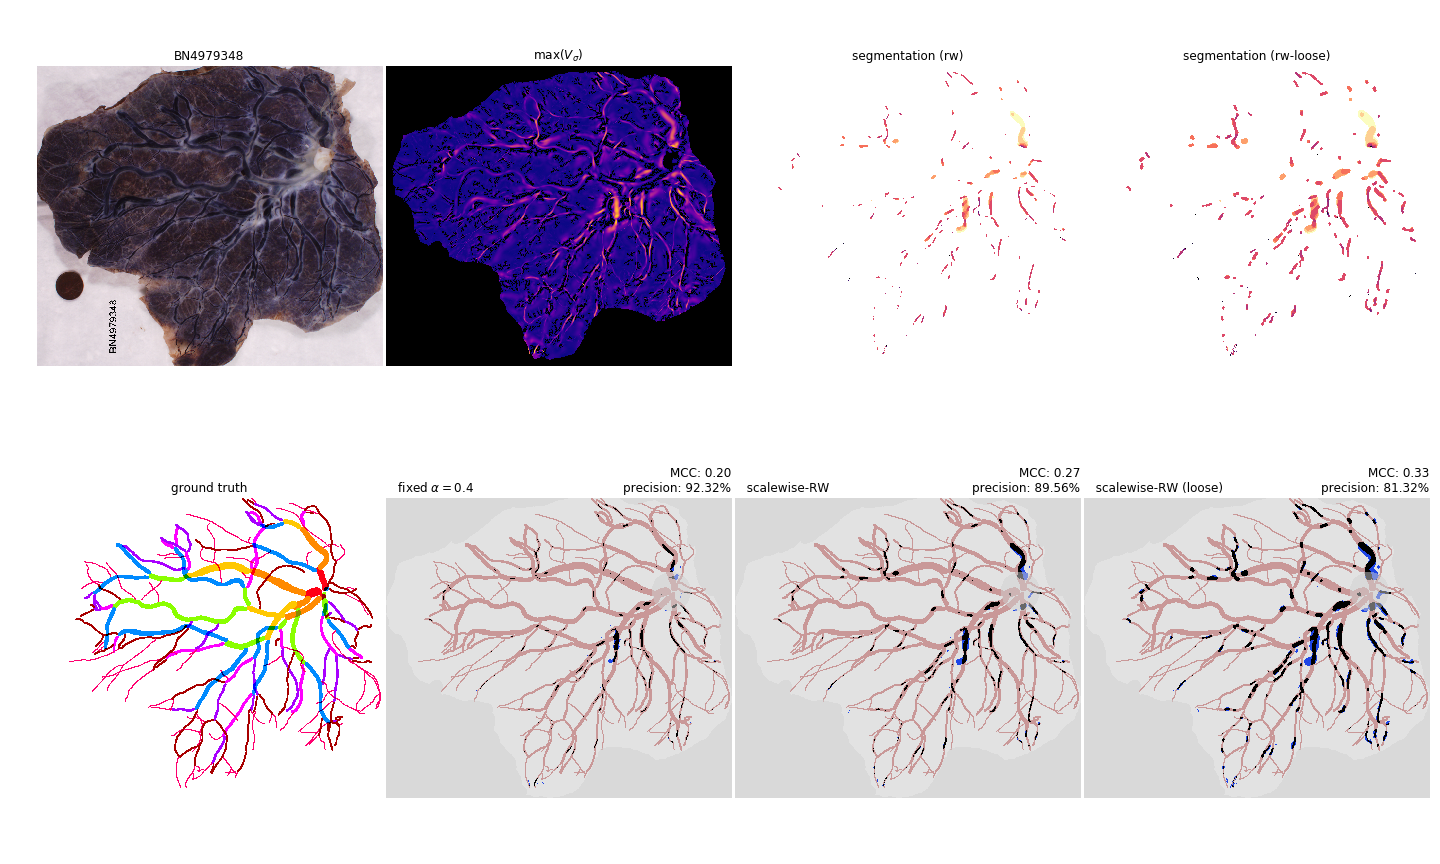 BN4979348
max(V_σ)
segmentation (rw)
segmentation (rw-loose)
BN4979348
ground truth
fixed α = 0.4
MCC: 0.20
precision: 92.32%
scalewise-RW
MCC: 0.27
precision: 89.56%
scalewise-RW (loose)
MCC: 0.33
precision: 81.32%